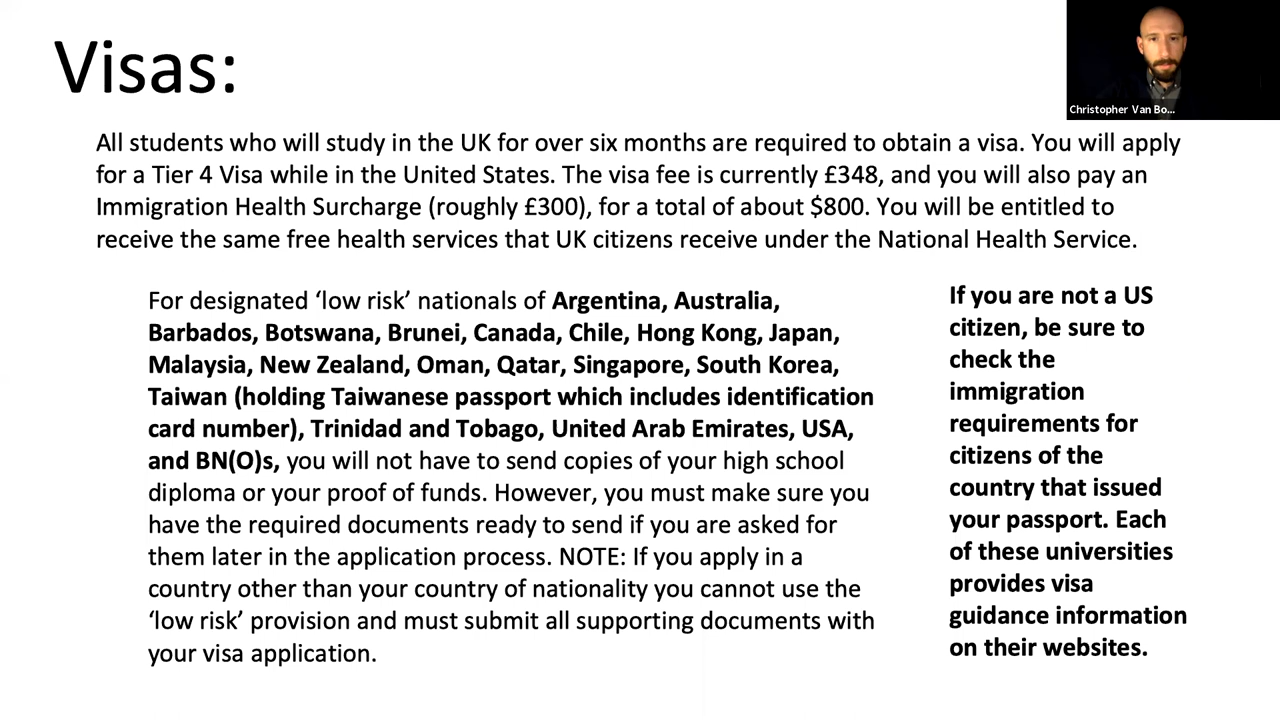 Visas:
Christopher Van Bo...
All students who will study in the UK for over six months are required to obtain a visa. You will apply
for a Tier 4 Visa while in the United States. The visa fee is currently £348, and you will also pay an
Immigration Health Surcharge (roughly £300), for a total of about $800. You will be entitled to
receive the same free health services that UK citizens receive under the National Health Service.
For designated ‘low risk’ nationals of Argentina, Australia,
Barbados, Botswana, Brunei, Canada, Chile, Hong Kong, Japan,
Malaysia, New Zealand, Oman, Qatar, Singapore, South Korea,
Taiwan (holding Taiwanese passport which includes identification
card number), Trinidad and Tobago, United Arab Emirates, USA,
and BN(O)s, you will not have to send copies of your high school
diploma or your proof of funds. However, you must make sure you
have the required documents ready to send if you are asked for
them later in the application process. NOTE: If you apply in a
country other than your country of nationality you cannot use the
‘low risk’ provision and must submit all supporting documents with
your visa application.
If you are not a US
citizen, be sure to
check the
immigration
requirements for
citizens of the
country that issued
your passport. Each
of these universities
provides visa
guidance information
on their websites.